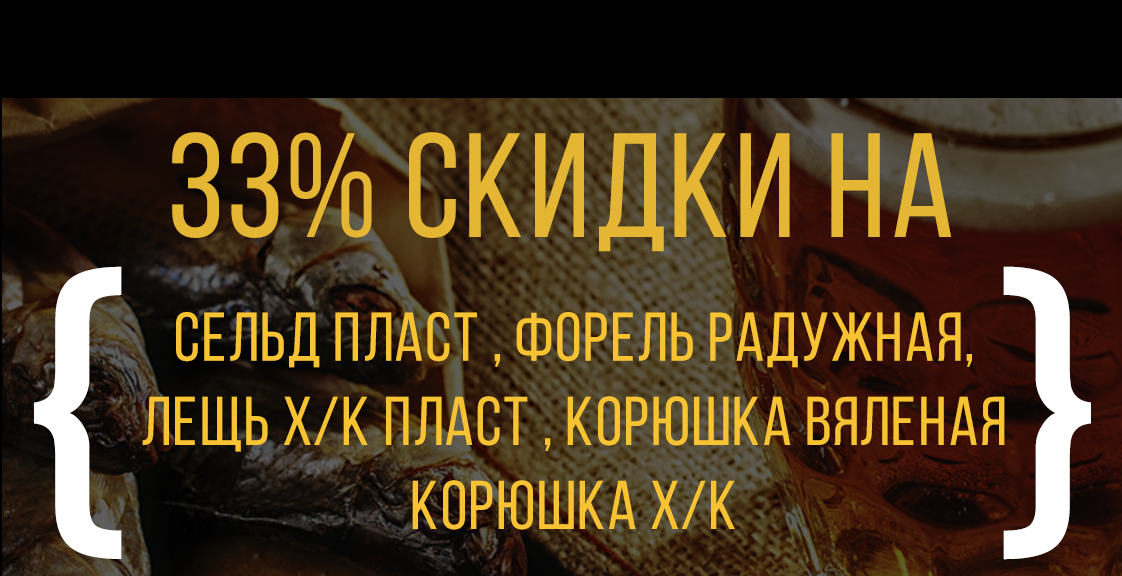 33% СКИДКИ НА
СЕЛЬД ПЛАСТ , ФОРЕЛЬ РАДУЖНАЯ,
ЛЕЩЬ Х/К ПЛАСТ , КОРЮШКА ВЯЛЕНАЯ
КОРЮШКА Х/К